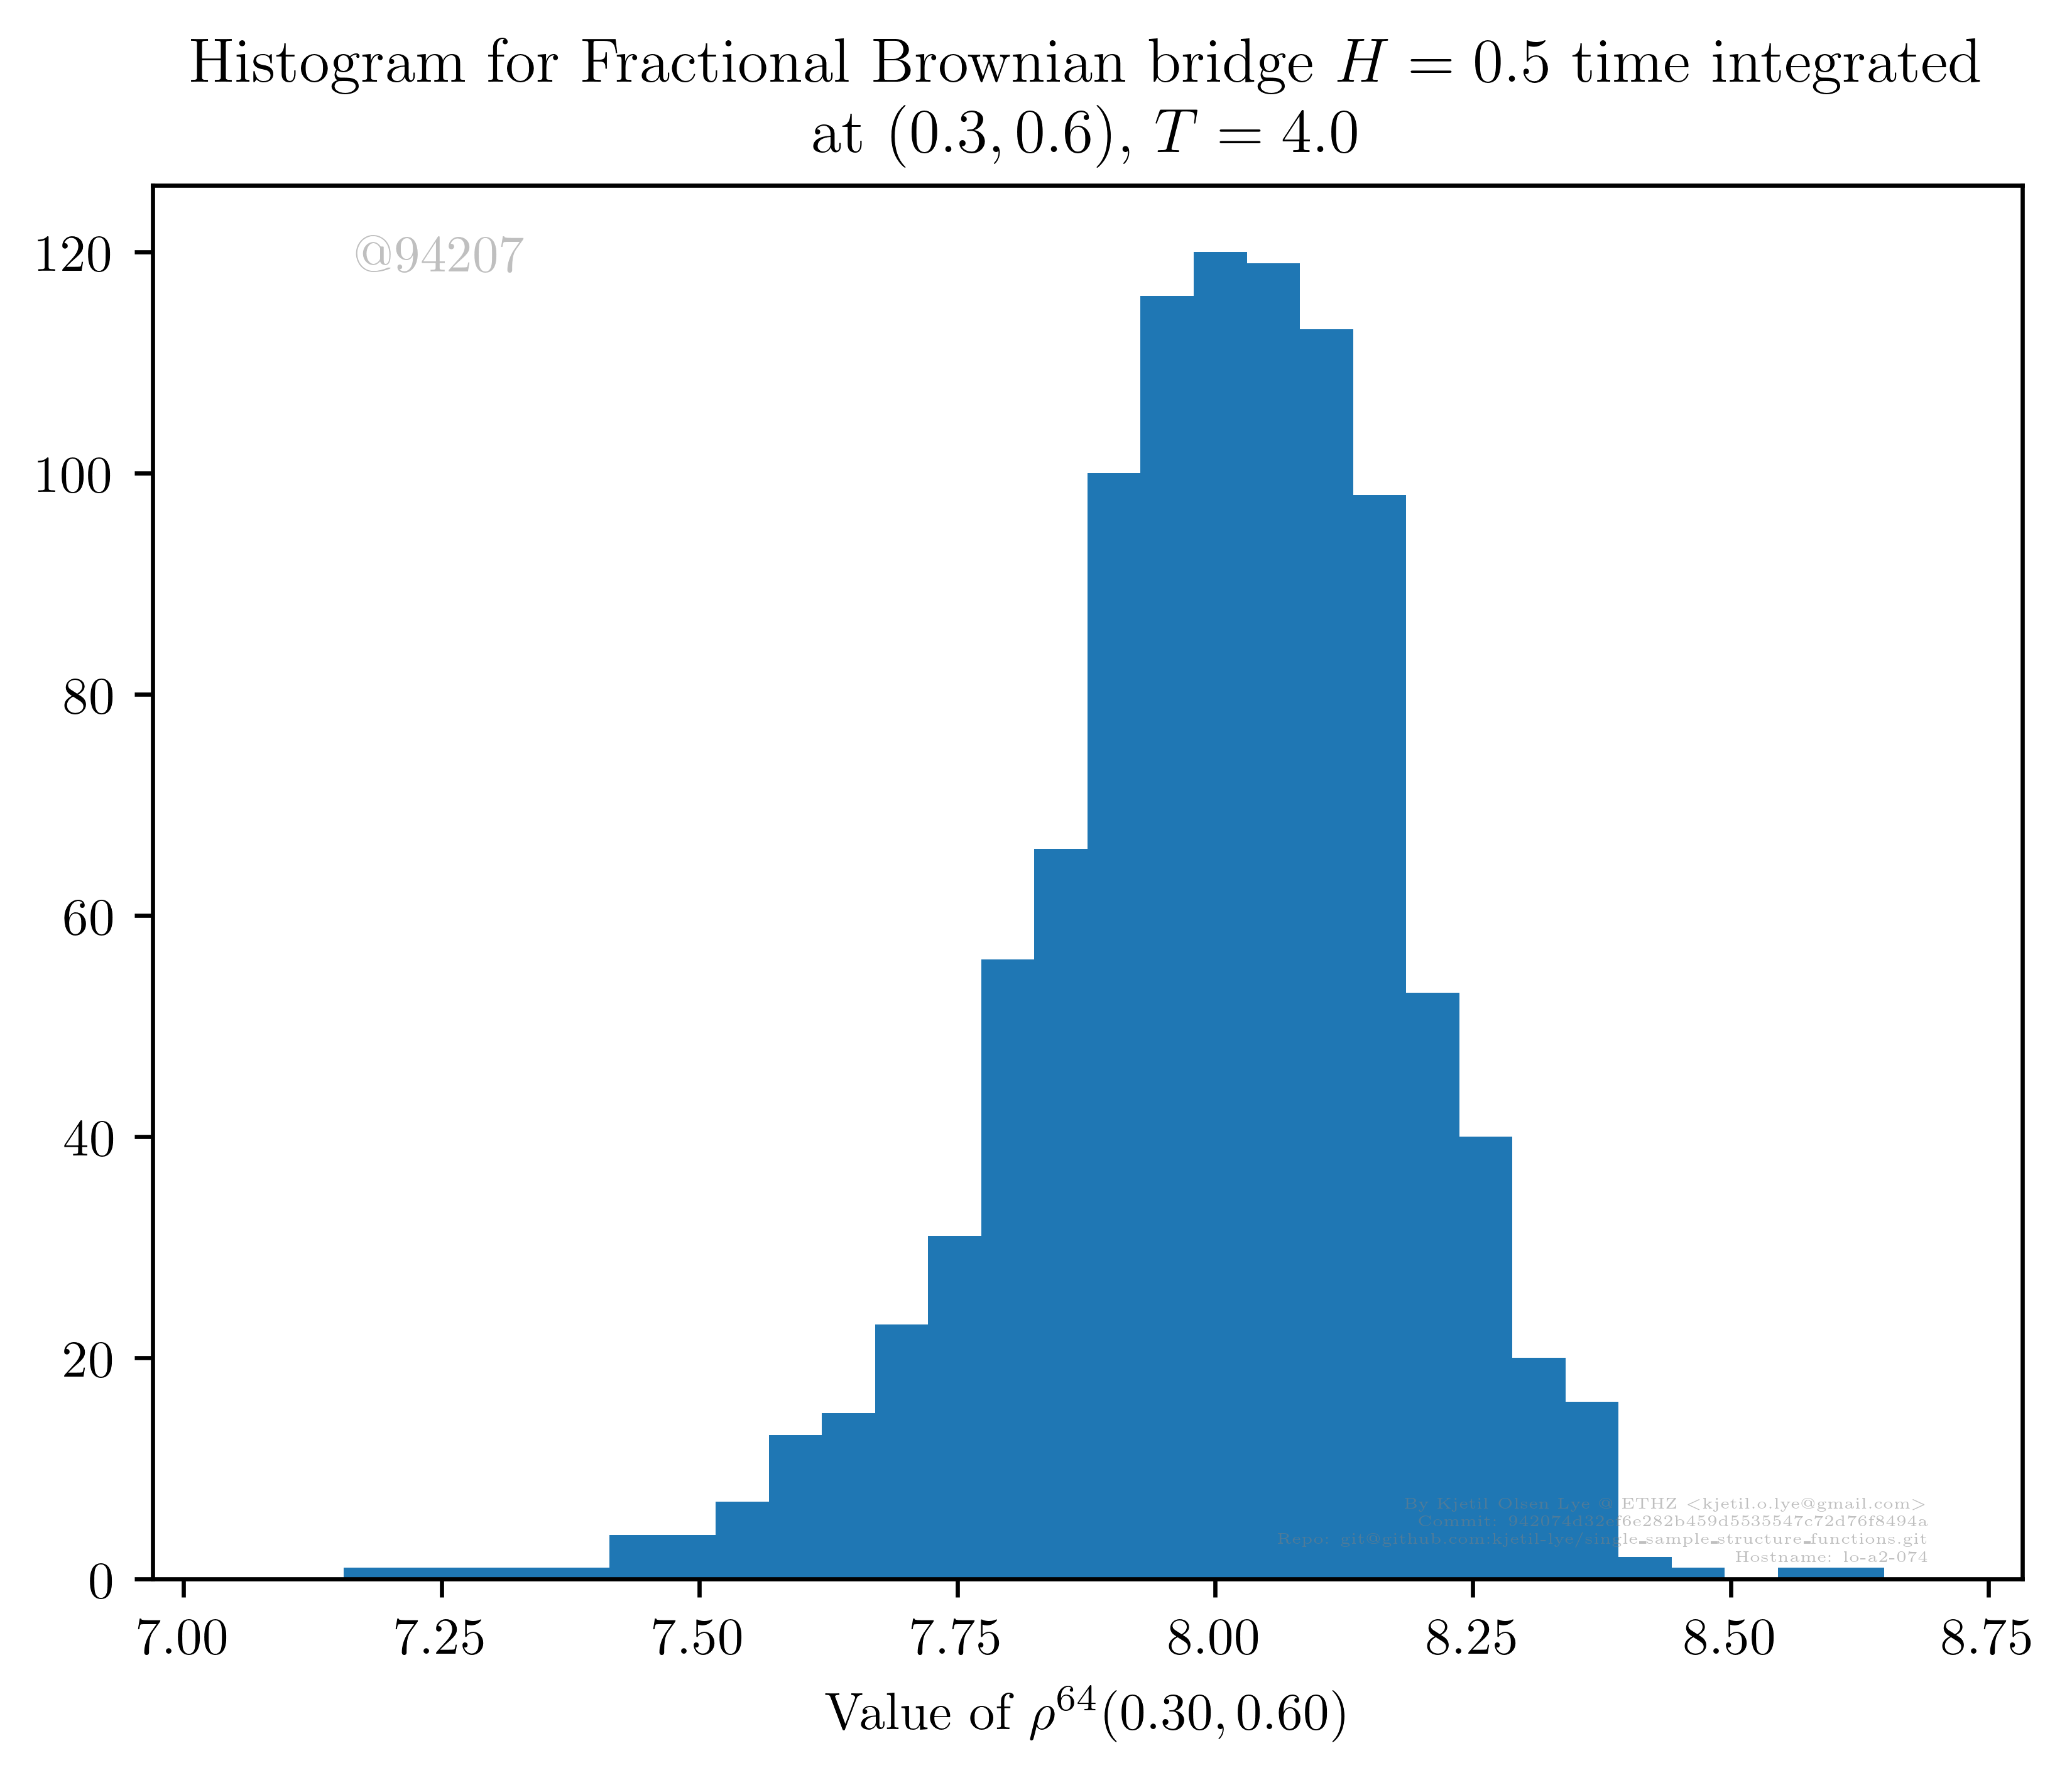 Histogram for Fractional Brownian bridge H = 0.5 time integrated
at (0.3, 0.6), T = 4.0
@94207
120
100
80
60
40
20
0
By Kjetil Olsen Lye @ ETHZ <kjetil.o.lye@gmail.com>
Commit: 942074d32ef6e282b459d5535547c72d76f8494a
Repo: git@github.com:kjetil-lye/single_sample_structure_functions.git
Hostname: lo-a2-074
7.00 7.25 7.50 7.75 8.00 8.25 8.50 8.75
Value of ρ^64(0.30, 0.60)